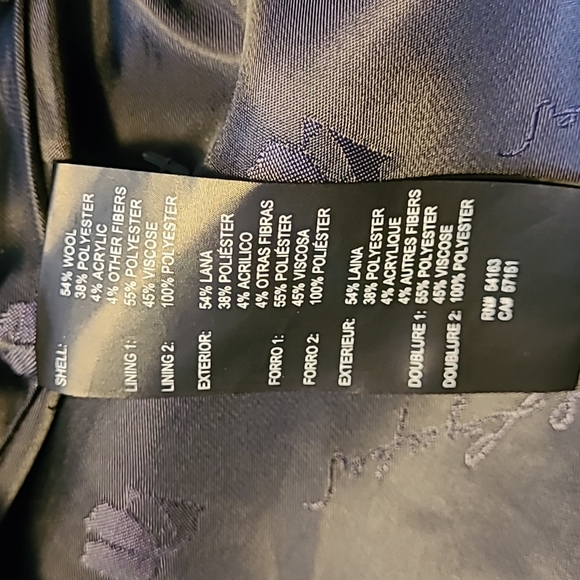 SHELL: 54% WOOL
38% POLYESTER
4% ACRYLIC
4% OTHER FIBERS
LINING 1: 55% POLYESTER
45% VISCOSE
LINING 2: 100% POLYESTER
EXTERIOR: 54% LANA
38% POLIÉSTER
4% ACRILICO
4% OTRAS FIBRAS
FORRO 1: 55% POLIÉSTER
45% VISCOSA
FORRO 2: 100% POLIÉSTER
EXTERIEUR: 54% LAINE
38% POLYESTER
4% ACRYLIQUE
4% AUTRES FIBERS
DOUBLURE 1: 55% POLYESTER
45% VISCOSE
DOUBLURE 2: 100% POLYESTER
RN# 54163
CA# 57151